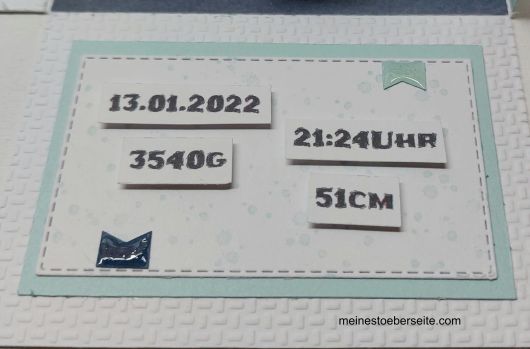 13.01.2022
21:24UHR
3540G
51CM
meinestoeberseite.com